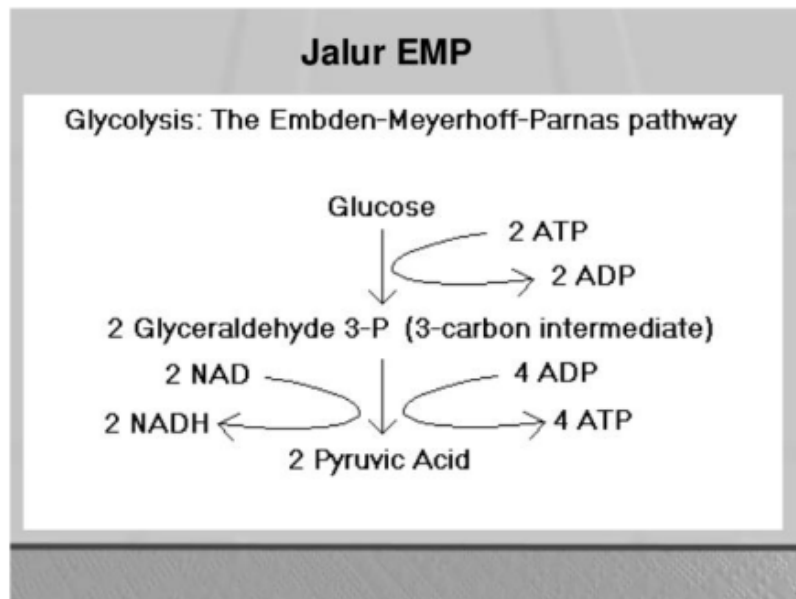 Jalur EMP
Glycolysis: The Embden-Meyerhoff-Parnas pathway
Glucose
2 ATP
2 ADP
2 Glyceraldehyde 3-P (3-carbon intermediate)
2 NAD
4 ADP
2 NADH
4 ATP
2 Pyruvic Acid